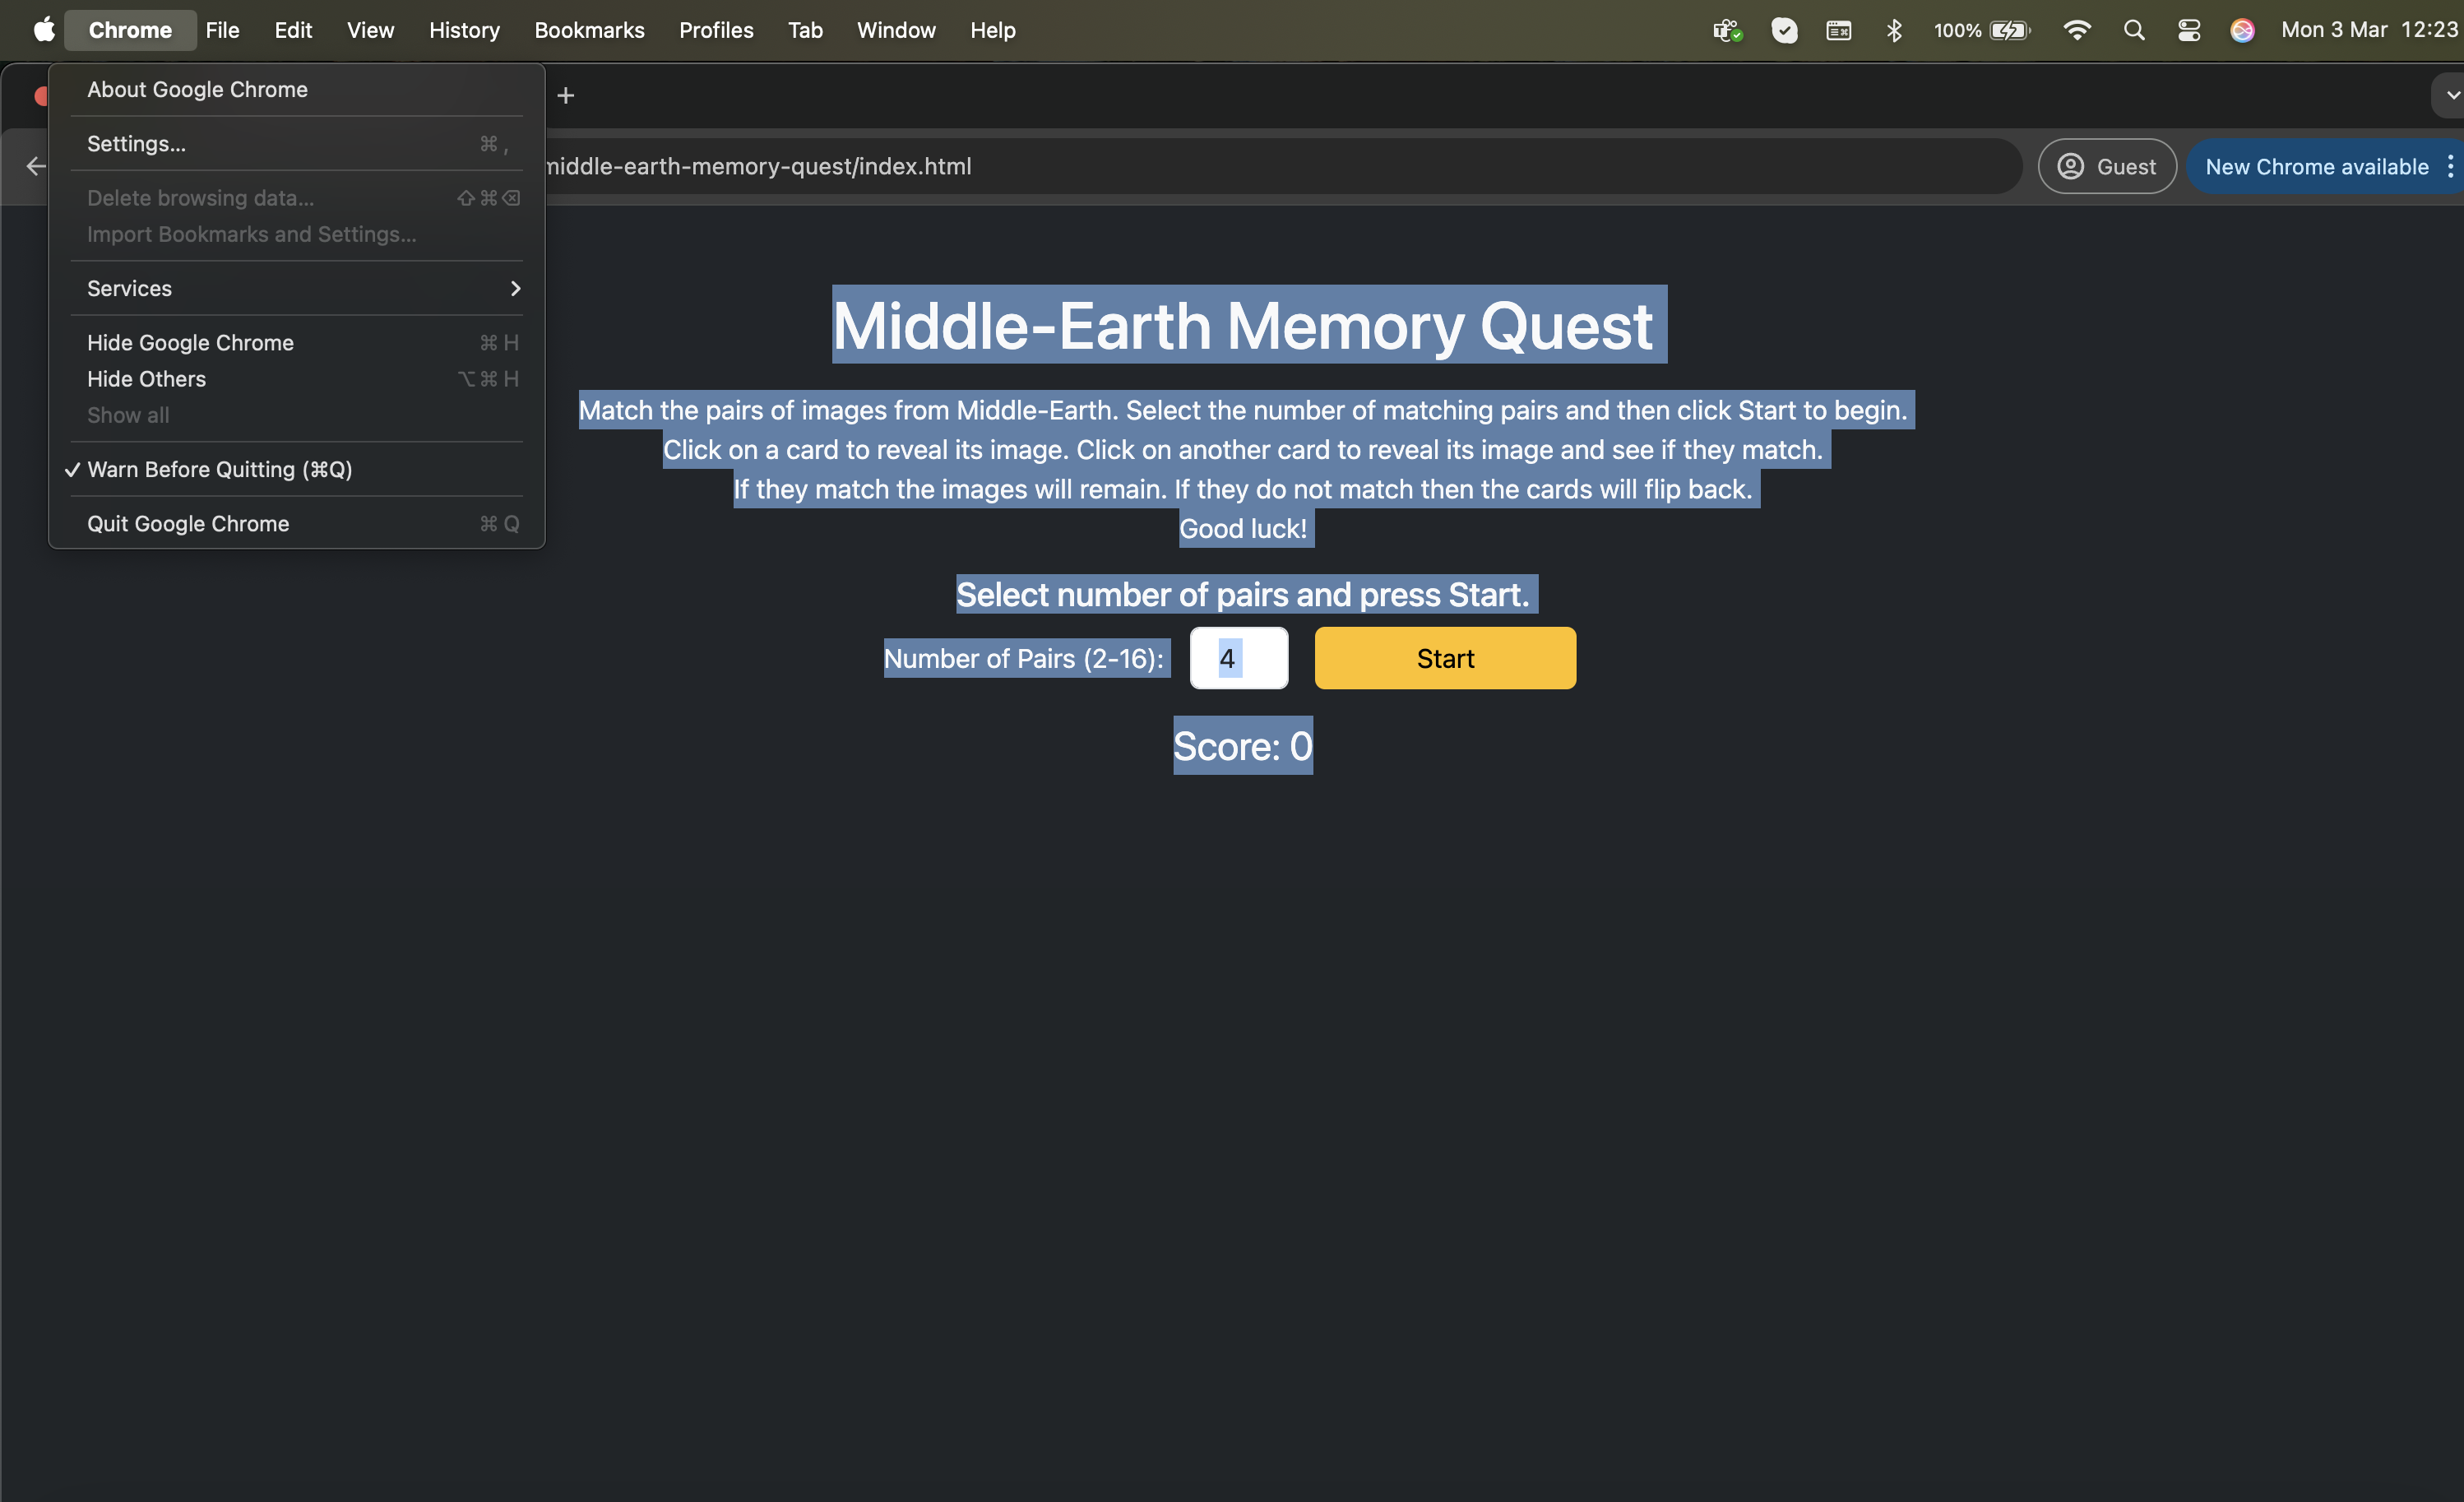 Chrome File Edit View History Bookmarks Profiles Tab Window Help 100% Mon 3 Mar 12:23
About Google Chrome
Settings... ⌘ ,
Delete browsing data... ⇧⌘⌫
Import Bookmarks and Settings...
Services
Hide Google Chrome ⌘ H
Hide Others ⌥⌘ H
Show all
✓ Warn Before Quitting (⌘Q)
Quit Google Chrome ⌘ Q
middle-earth-memory-quest/index.html
Guest
New Chrome available
Middle-Earth Memory Quest
Match the pairs of images from Middle-Earth. Select the number of matching pairs and then click Start to begin.
Click on a card to reveal its image. Click on another card to reveal its image and see if they match.
If they match the images will remain. If they do not match then the cards will flip back.
Good luck!
Select number of pairs and press Start.
Number of Pairs (2-16): 4 Start
Score: 0